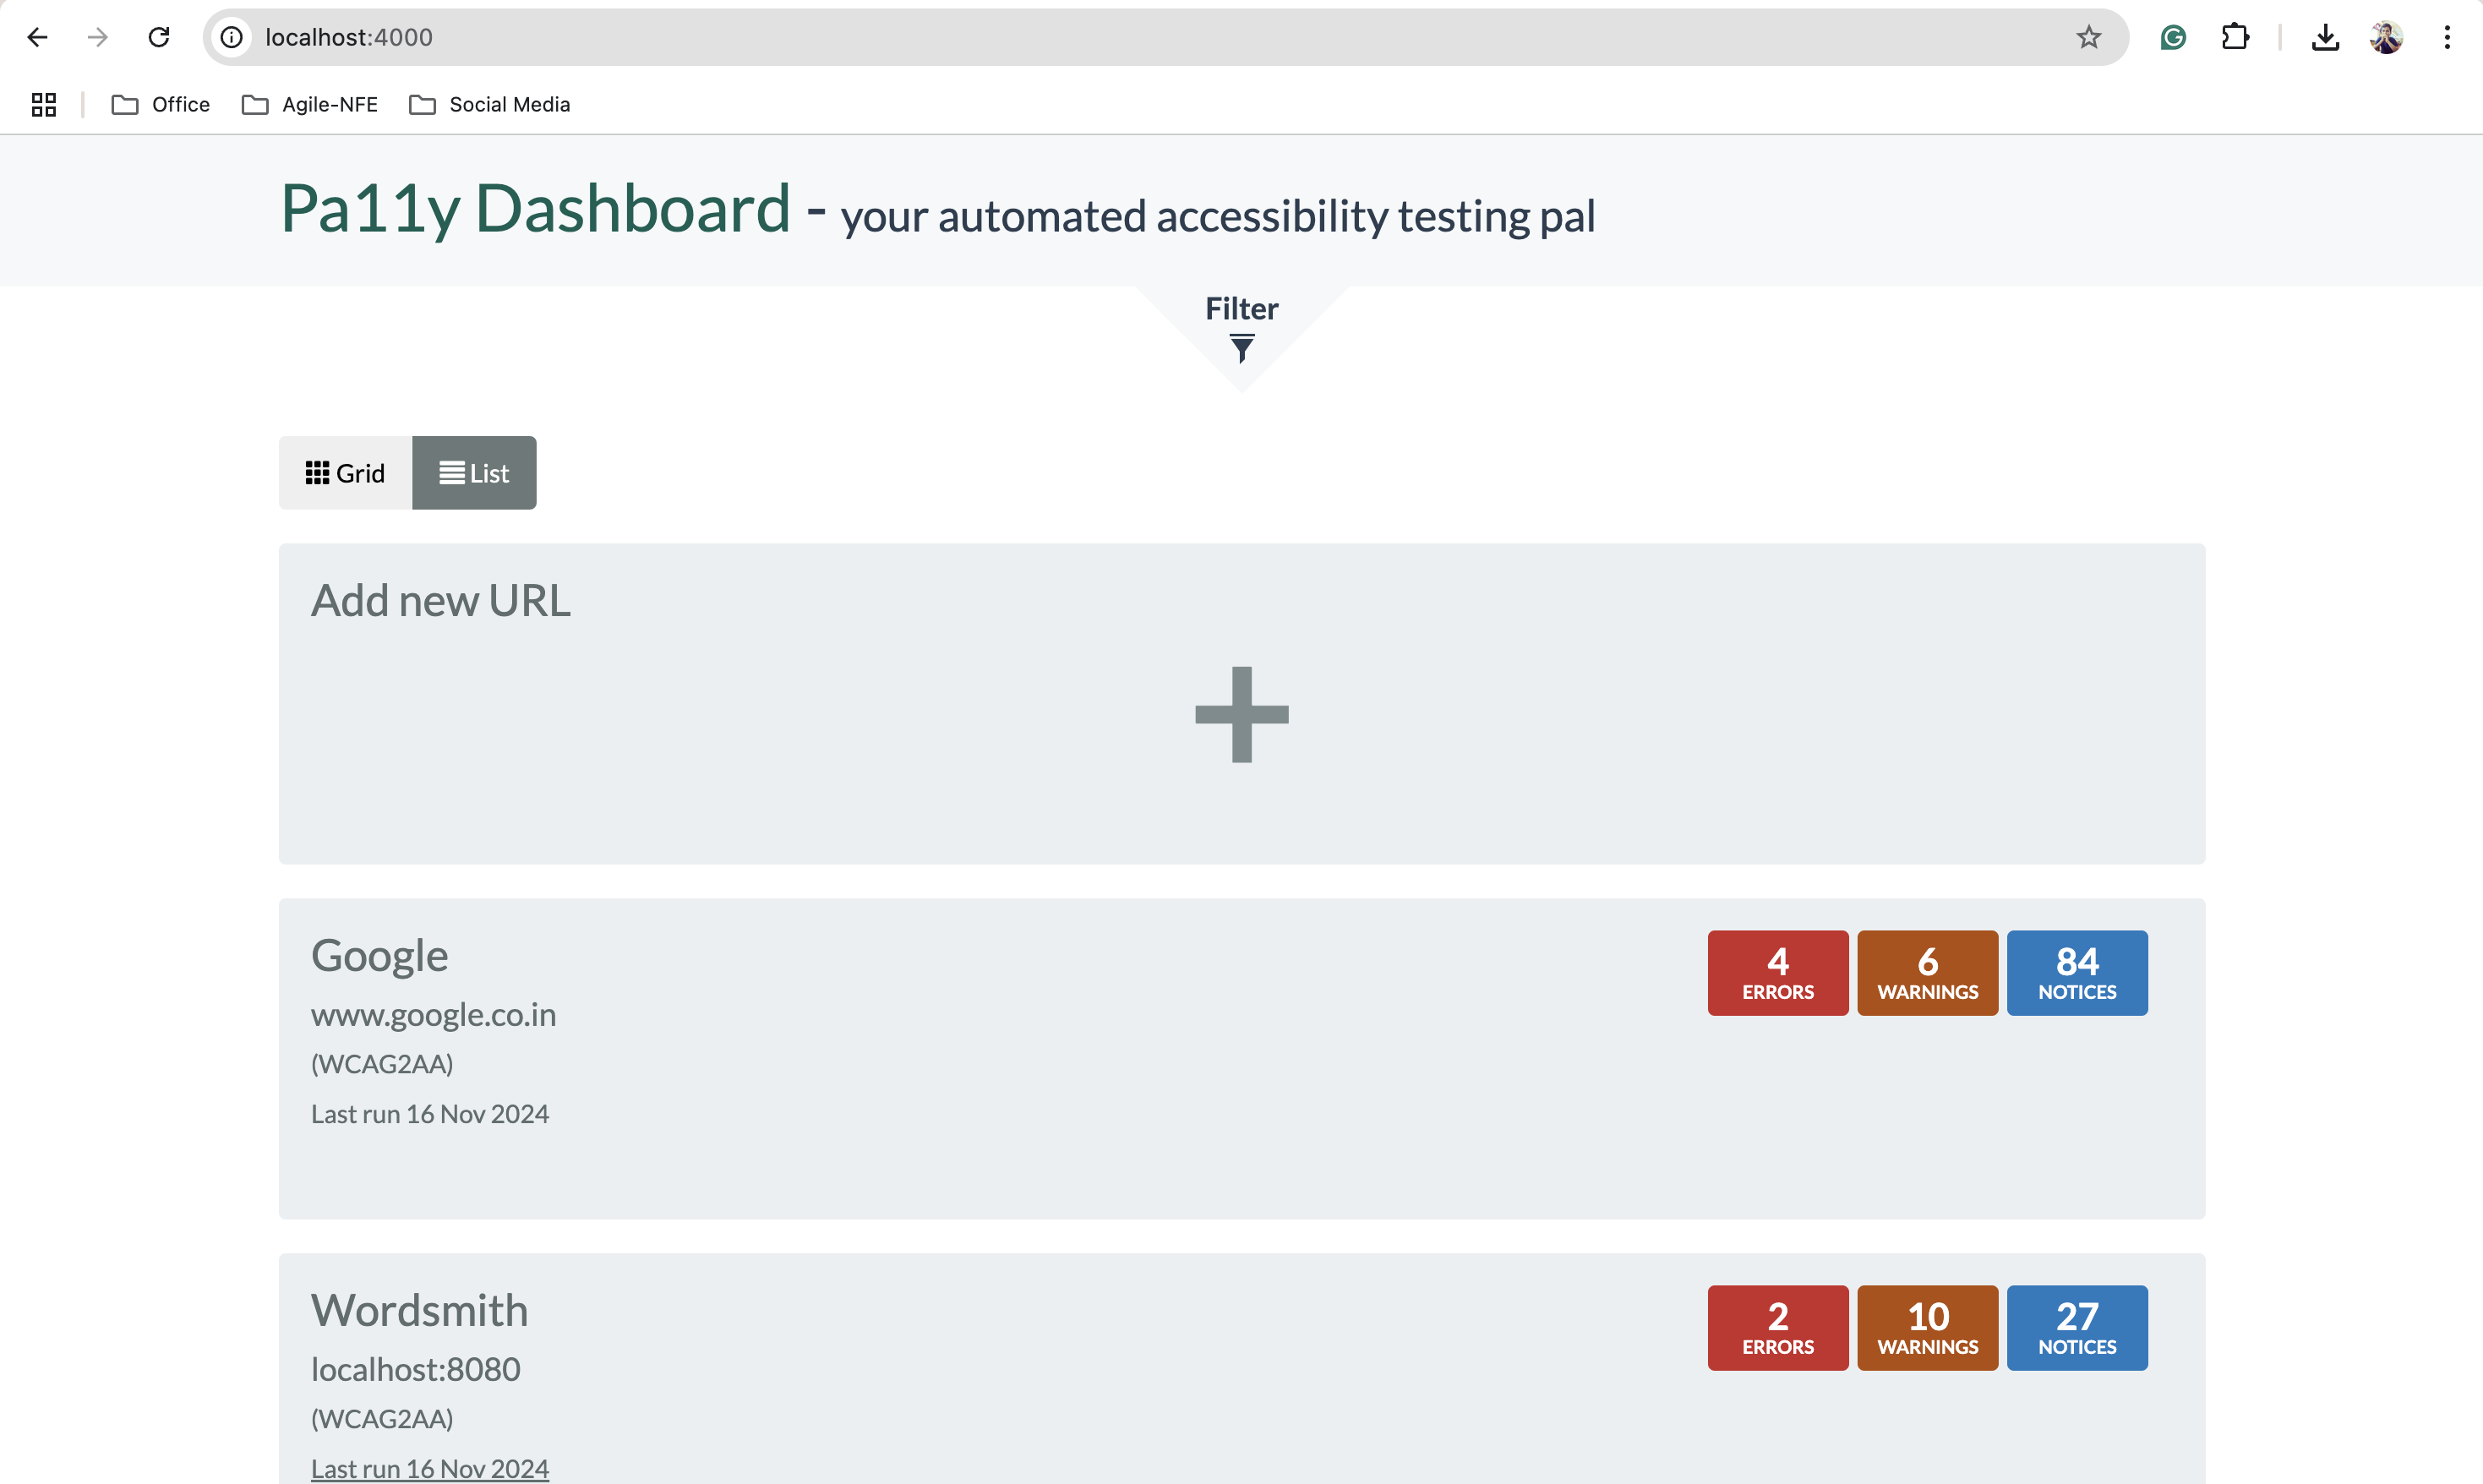 localhost:4000
Office Agile-NFE Social Media
Pa11y Dashboard - your automated accessibility testing pal
Filter
Grid List
Add new URL
Google
www.google.co.in
(WCAG2AA)
Last run 16 Nov 2024
4 ERRORS
6 WARNINGS
84 NOTICES
Wordsmith
localhost:8080
(WCAG2AA)
Last run 16 Nov 2024
2 ERRORS
10 WARNINGS
27 NOTICES